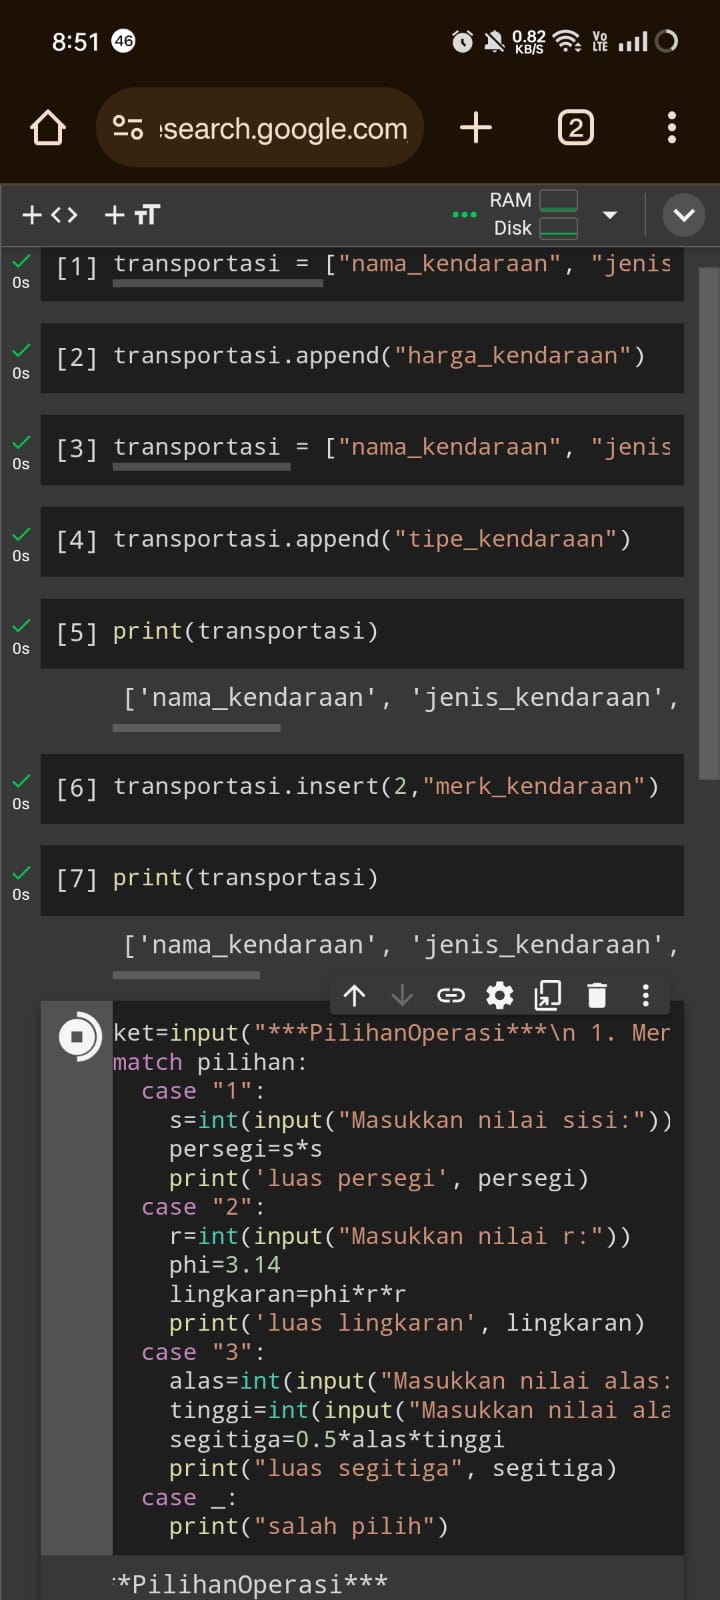 8:51 46 0.82 KB/S Vo LTE
search.google.com 2
+ <> + TT RAM Disk
0s [1] transportasi = ["nama_kendaraan", "jenis
0s [2] transportasi.append("harga_kendaraan")
0s [3] transportasi = ["nama_kendaraan", "jenis
0s [4] transportasi.append("tipe_kendaraan")
0s [5] print(transportasi)
['nama_kendaraan', 'jenis_kendaraan',
0s [6] transportasi.insert(2,"merk_kendaraan")
0s [7] print(transportasi)
['nama_kendaraan', 'jenis_kendaraan',
ket=input("***PilihanOperasi***\n 1. Men
match pilihan:
case "1":
s=int(input("Masukkan nilai sisi:"))
persegi=s*s
print('luas persegi', persegi)
case "2":
r=int(input("Masukkan nilai r:"))
phi=3.14
lingkaran=phi*r*r
print('luas lingkaran', lingkaran)
case "3":
alas=int(input("Masukkan nilai alas:
tinggi=int(input("Masukkan nilai ala
segitiga=0.5*alas*tinggi
print("luas segitiga", segitiga)
case _:
print("salah pilih")
*PilihanOperasi***